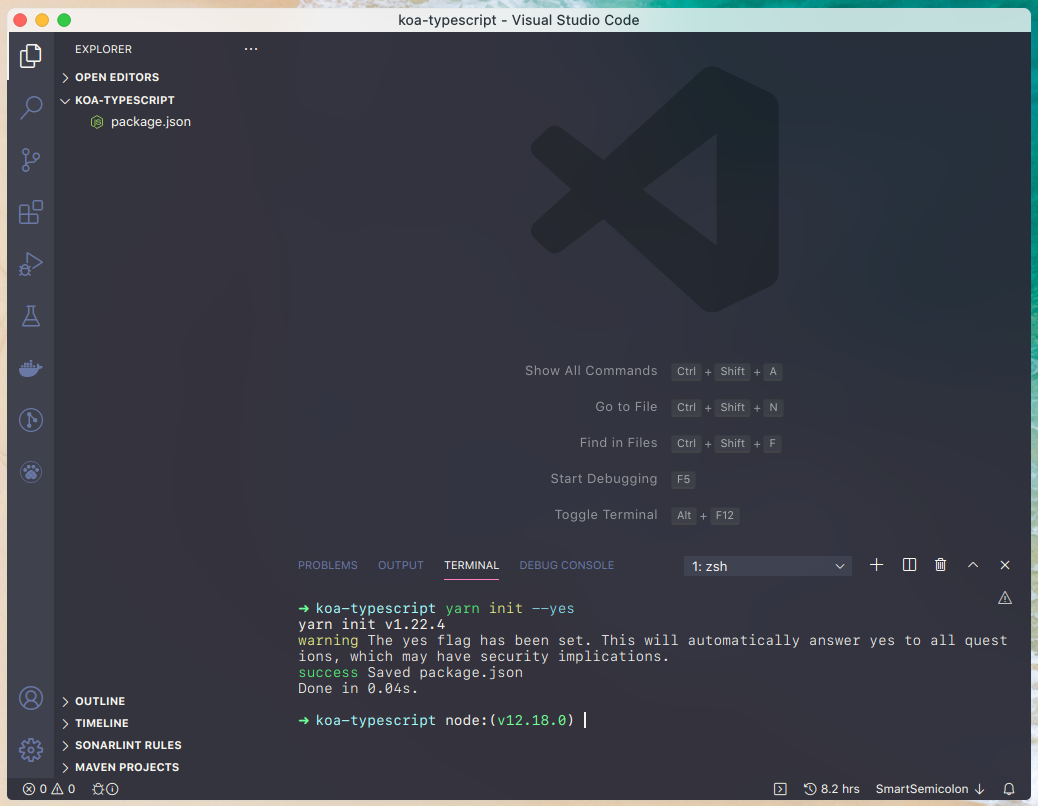 koa-typescript - Visual Studio Code
EXPLORER
OPEN EDITORS
KOA-TYPESCRIPT
package.json
Show All Commands Ctrl + Shift + A
Go to File Ctrl + Shift + N
Find in Files Ctrl + Shift + F
Start Debugging F5
Toggle Terminal Alt + F12
PROBLEMS OUTPUT TERMINAL DEBUG CONSOLE 1: zsh
➜ koa-typescript yarn init --yes
yarn init v1.22.4
warning The yes flag has been set. This will automatically answer yes to all quest
ions, which may have security implications.
success Saved package.json
Done in 0.04s.
➜ koa-typescript node:(v12.18.0)
OUTLINE
TIMELINE
SONARLINT RULES
MAVEN PROJECTS
0 0 8.2 hrs SmartSemicolon ↓